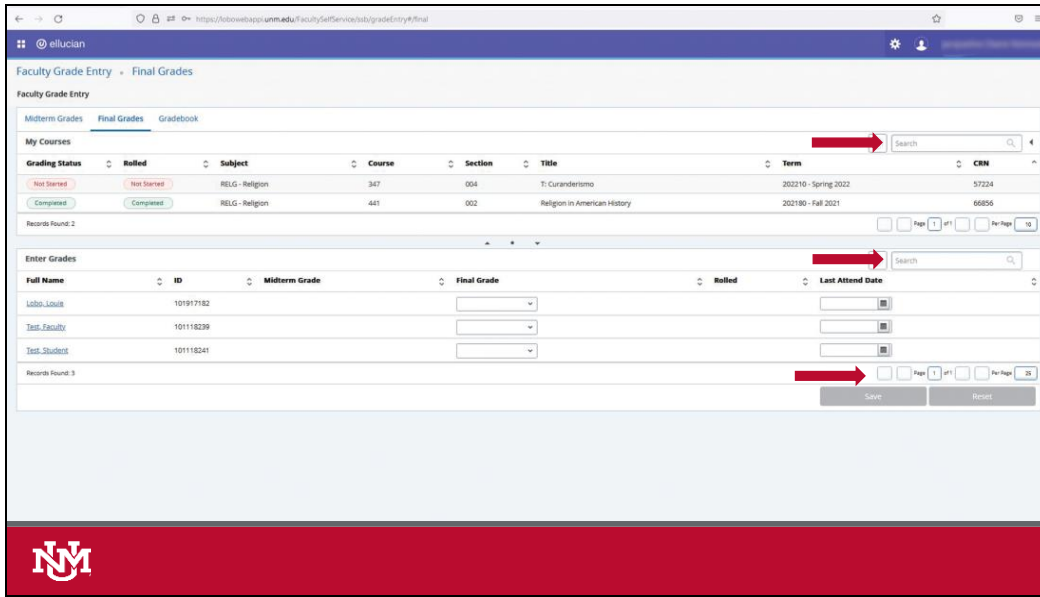 https://lobowebapp.unm.edu/FacultySelfService/ssb/gradeEntry#/final
ellucian
Faculty Grade Entry • Final Grades
Faculty Grade Entry
Midterm Grades Final Grades Gradebook
My Courses Search
Grading Status Rolled Subject Course Section Title Term CRN
Not Started Not Started RELG - Religion 347 004 T: Curanderismo 202210 - Spring 2022 57224
Completed Completed RELG - Religion 441 002 Religion in American History 202180 - Fall 2021 66856
Records Found: 2 Page 1 of 1 Per Page 10
Enter Grades Search
Full Name ID Midterm Grade Final Grade Rolled Last Attend Date
Lobo, Louie 101917182
Test, Faculty 101118239
Test, Student 101118241
Records Found: 3 Page 1 of 1 Per Page 25
Save Reset
UNM